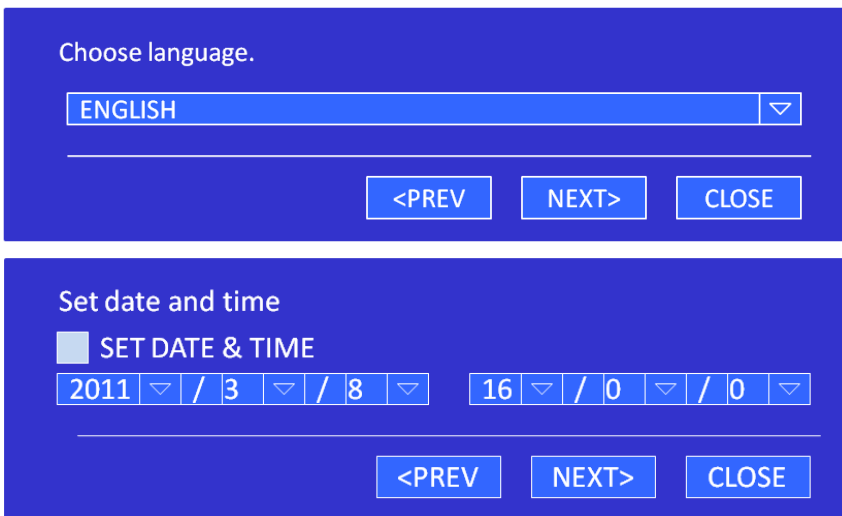 Choose language.
ENGLISH
<PREV NEXT> CLOSE
Set date and time
SET DATE & TIME
2011 / 3 / 8 16 / 0 / 0
<PREV NEXT> CLOSE